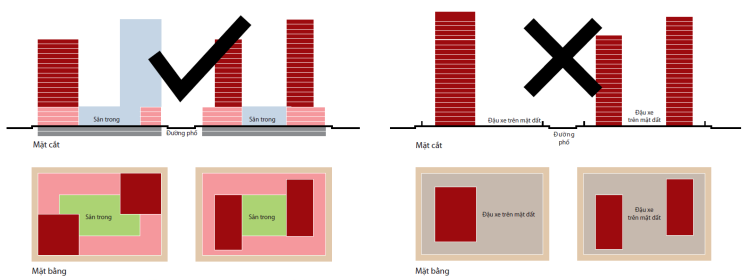 Sân trong
Đường phố
Sân trong
Mặt cắt
Sân trong
Sân trong
Mặt bằng
Đậu xe trên mặt đất
Đường
phố
Đậu xe
trên mặt đất
Mặt cắt
Đậu xe trên mặt đất
Đậu xe
trên mặt đất
Mặt bằng